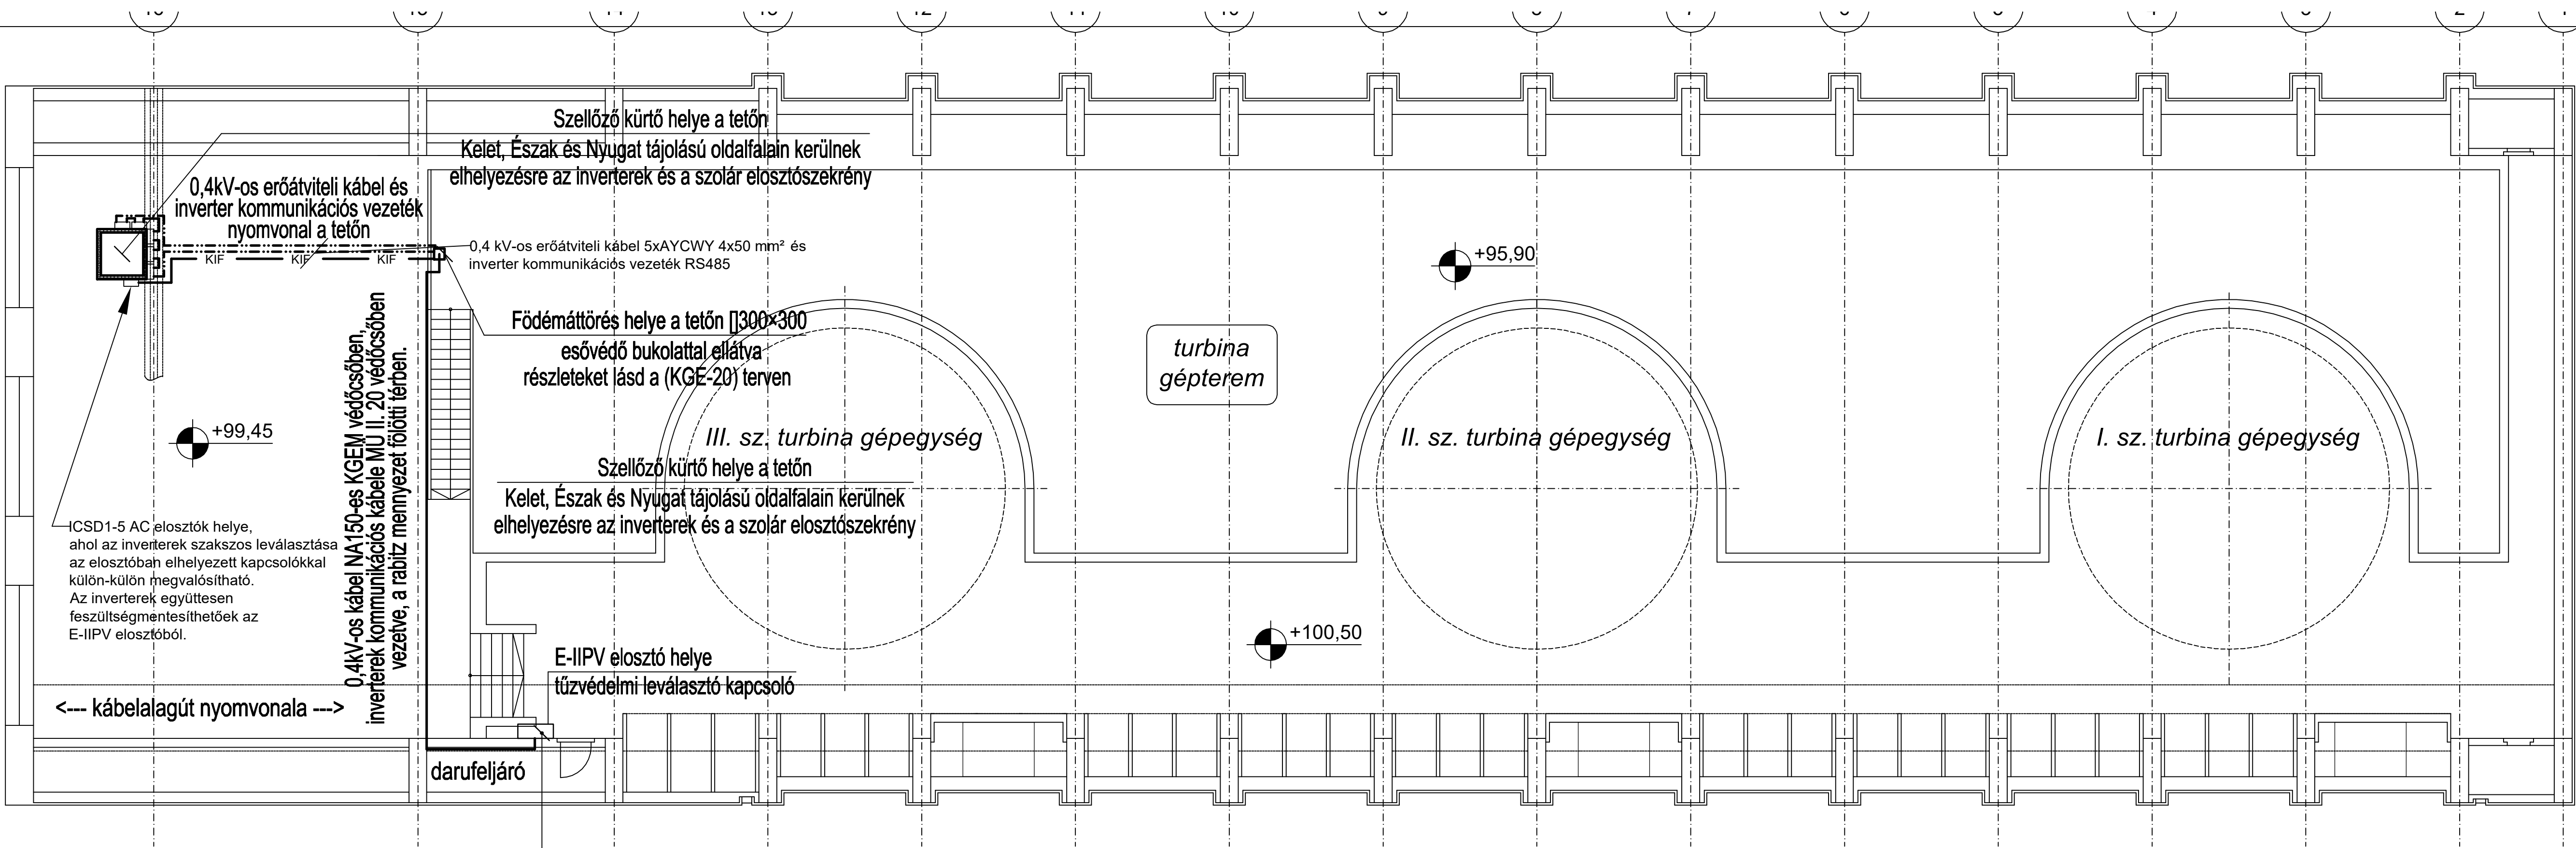 Szellőző kürtő helye a tetőn
Kelet, Észak és Nyugat tájolású oldalfalain kerülnek
elhelyezésre az inverterek és a szolár elosztószekrény
0,4kV-os erőátviteli kábel és
inverter kommunikációs vezeték
nyomvonal a tetőn
KIF
KIF
KIF
0,4 kV-os erőátviteli kábel 5xAYCWY 4x50 mm² és
inverter kommunikációs vezeték RS485
+95,90
Födémáttörés helye a tetőn []300×300
esővédő bukolattal ellátva
részleteket lásd a (KGE-20) terven
turbina
gépterem
+99,45
0,4kV-os kábel NA150-es KGEM védőcsőben,
inverterek kommunikációs kábele MÜ II. 20 védőcsőben
vezetve, a rabitz mennyezet fölötti térben.
III. sz. turbina gépegység
II. sz. turbina gépegység
I. sz. turbina gépegység
Szellőző kürtő helye a tetőn
Kelet, Észak és Nyugat tájolású oldalfalain kerülnek
elhelyezésre az inverterek és a szolár elosztószekrény
ICSD1-5 AC elosztók helye,
ahol az inverterek szakszos leválasztása
az elosztóban elhelyezett kapcsolókkal
külön-külön megvalósítható.
Az inverterek együttesen
feszültségmentesíthetőek az
E-IIPV elosztóból.
+100,50
E-IIPV elosztó helye
tűzvédelmi leválasztó kapcsoló
<--- kábelalagút nyomvonala --->
darufeljáró